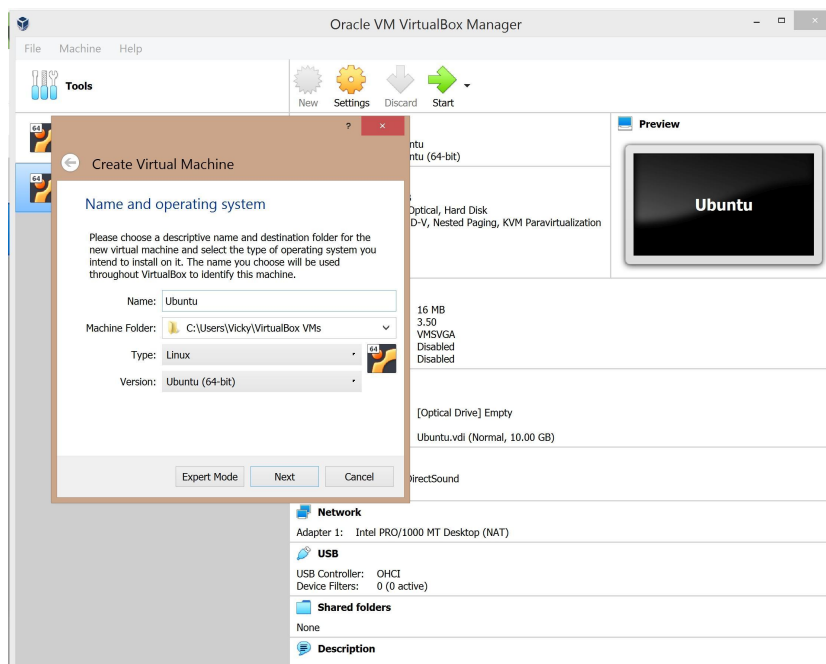 Oracle VM VirtualBox Manager
File Machine Help
Tools
New Settings Discard Start
64
64
? ×
Create Virtual Machine
Name and operating system
Please choose a descriptive name and destination folder for the
new virtual machine and select the type of operating system you
intend to install on it. The name you choose will be used
throughout VirtualBox to identify this machine.
Name: Ubuntu
Machine Folder: C:\Users\Vicky\VirtualBox VMs
Type: Linux
64
Version: Ubuntu (64-bit)
Expert Mode Next Cancel
ntu
ntu (64-bit)
Optical, Hard Disk
D-V, Nested Paging, KVM Paravirtualization
Preview
Ubuntu
16 MB
3.50
VMSVGA
Disabled
Disabled
[Optical Drive] Empty
Ubuntu.vdi (Normal, 10.00 GB)
DirectSound
Network
Adapter 1: Intel PRO/1000 MT Desktop (NAT)
USB
USB Controller: OHCI
Device Filters: 0 (0 active)
Shared folders
None
Description